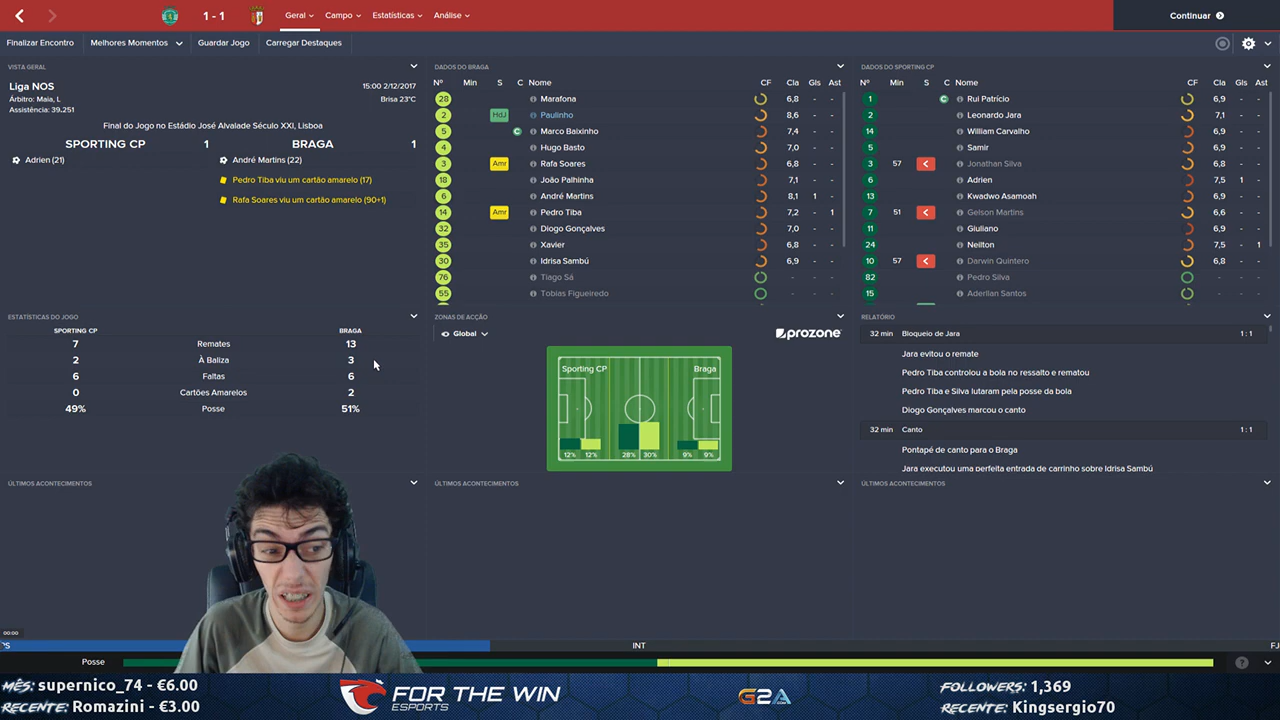 1 - 1
Geral
Campo
Estatísticas
Análise
Continuar
Finalizar Encontro
Melhores Momentos
Guardar Jogo
Carregar Destaques
VISTA GERAL
Liga NOS
15:00 2/12/2017
Árbitro: Maia, L
Brisa 23°C
Assistência: 39.251
Final do Jogo no Estádio José Alvalade Século XXI, Lisboa
SPORTING CP 1 BRAGA 1
Adrien (21)
André Martins (22)
Pedro Tiba viu um cartão amarelo (17)
Rafa Soares viu um cartão amarelo (90+1)
DADOS DO BRAGA
Nº Min S C Nome CF Cla Gls Ast
28 Marafona 6,8 - -
2 HdJ Paulinho 8,6 - -
5 C Marco Baixinho 7,4 - -
4 Hugo Basto 7,0 - -
3 Amr Rafa Soares 6,8 - -
18 João Palhinha 7,1 - -
6 André Martins 8,1 1 -
14 Amr Pedro Tiba 7,2 - 1
32 Diogo Gonçalves 7,0 - -
35 Xavier 6,8 - -
30 Idrisa Sambú 6,9 - -
76 Tiago Sá - - -
55 Tobias Figueiredo - - -
DADOS DO SPORTING CP
Nº Min S C Nome CF Cla Gls Ast
1 C Rui Patrício 6,9 - -
2 Leonardo Jara 6,9 - -
14 William Carvalho 6,9 - -
5 Samir 6,9 - -
3 57 Jonathan Silva 6,8 - -
6 Adrien 7,5 1 -
13 Kwadwo Asamoah 6,9 - -
7 51 Gelson Martins 6,6 - -
11 Giuliano 6,9 - -
24 Neilton 7,5 - 1
10 57 Darwin Quintero 6,8 - -
82 Pedro Silva - - -
15 Aderllan Santos - - -
ESTATÍSTICAS DO JOGO
SPORTING CP BRAGA
7 Remates 13
2 À Baliza 3
6 Faltas 6
0 Cartões Amarelos 2
49% Posse 51%
ZONAS DE ACÇÃO
Global
prozone
Sporting CP Braga
12% 12% 28% 30% 9% 9%
RELATÓRIO
32 min Bloqueio de Jara 1 : 1
Jara evitou o remate
Pedro Tiba controlou a bola no ressalto e rematou
Pedro Tiba e Silva lutaram pela posse da bola
Diogo Gonçalves marcou o canto
32 min Canto 1 : 1
Pontapé de canto para o Braga
Jara executou uma perfeita entrada de carrinho sobre Idrisa Sambú
ÚLTIMOS ACONTECIMENTOS
ÚLTIMOS ACONTECIMENTOS
ÚLTIMOS ACONTECIMENTOS
00:00
INT
Posse
MÊS: supernico_74 - €6.00
RECENTE: Romazini - €3.00
FOR THE WIN
ESPORTS
G2A
.COM
FOLLOWERS: 1,369
RECENTE: Kingsergio70